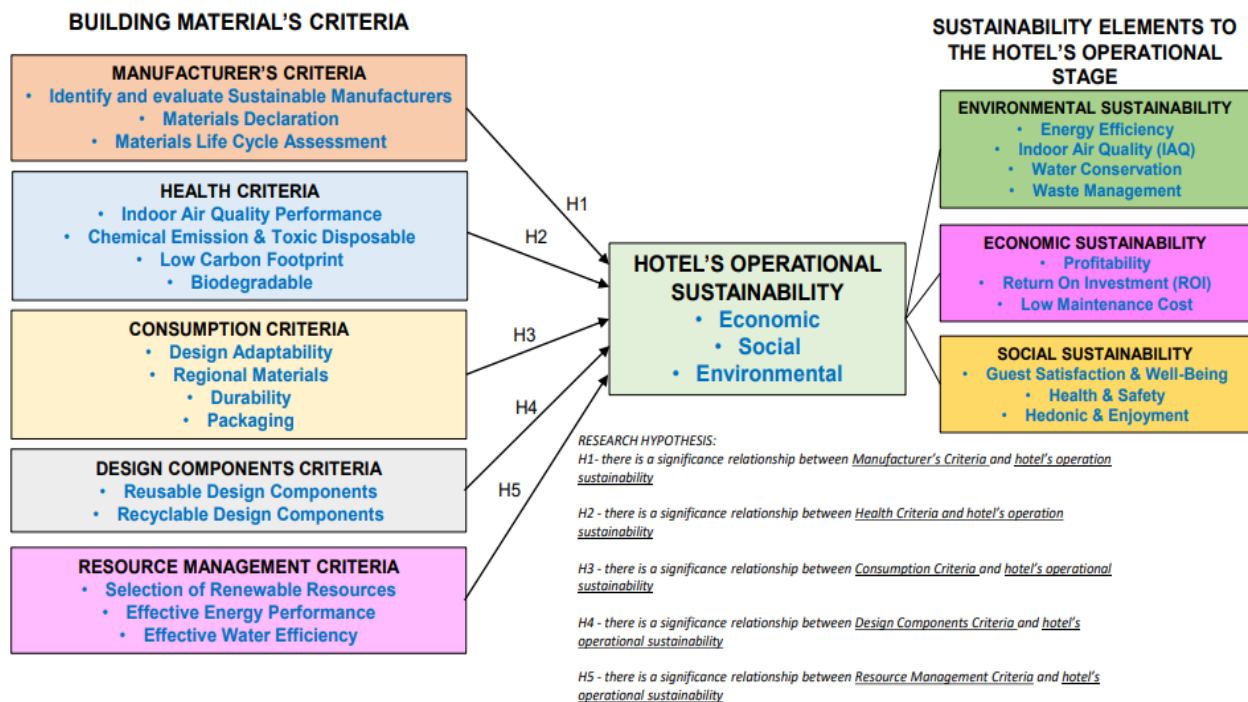 BUILDING MATERIAL'S CRITERIA
MANUFACTURER'S CRITERIA
• Identify and evaluate Sustainable Manufacturers
• Materials Declaration
• Materials Life Cycle Assessment
HEALTH CRITERIA
• Indoor Air Quality Performance
• Chemical Emission & Toxic Disposable
• Low Carbon Footprint
• Biodegradable
CONSUMPTION CRITERIA
• Design Adaptability
• Regional Materials
• Durability
• Packaging
DESIGN COMPONENTS CRITERIA
• Reusable Design Components
• Recyclable Design Components
RESOURCE MANAGEMENT CRITERIA
• Selection of Renewable Resources
• Effective Energy Performance
• Effective Water Efficiency
H1
H2
H3
H4
H5
HOTEL'S OPERATIONAL
SUSTAINABILITY
• Economic
• Social
• Environmental
SUSTAINABILITY ELEMENTS TO
THE HOTEL'S OPERATIONAL
STAGE
ENVIRONMENTAL SUSTAINABILITY
• Energy Efficiency
• Indoor Air Quality (IAQ)
• Water Conservation
• Waste Management
ECONOMIC SUSTAINABILITY
• Profitability
• Return On Investment (ROI)
• Low Maintenance Cost
SOCIAL SUSTAINABILITY
• Guest Satisfaction & Well-Being
• Health & Safety
• Hedonic & Enjoyment
RESEARCH HYPOTHESIS:
H1- there is a significance relationship between Manufacturer's Criteria and hotel's operation
sustainability
H2 - there is a significance relationship between Health Criteria and hotel's operation
sustainability
H3 - there is a significance relationship between Consumption Criteria and hotel's operational
sustainability
H4 - there is a significance relationship between Design Components Criteria and hotel's
operational sustainability
H5 - there is a significance relationship between Resource Management Criteria and hotel's
operational sustainability